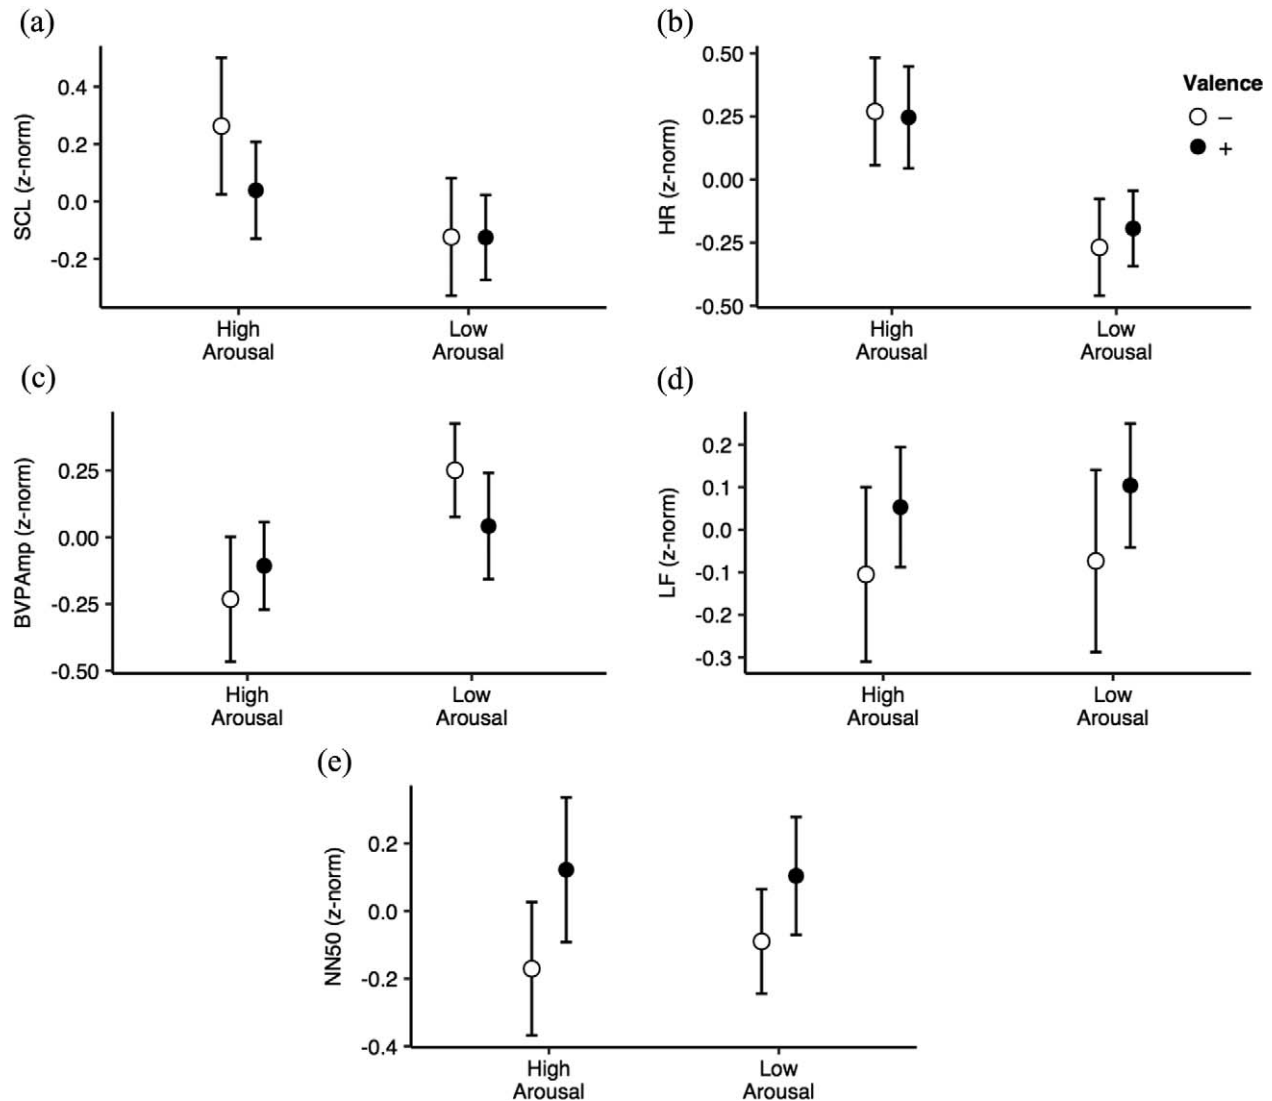 (a)
0.4
0.2
0.0
-0.2
SCL (z-norm)
High
Arousal
Low
Arousal
(b)
0.50
0.25
0.00
-0.25
-0.50
HR (z-norm)
High
Arousal
Low
Arousal
Valence
–
+
(c)
0.25
0.00
-0.25
-0.50
BVPAmp (z-norm)
High
Arousal
Low
Arousal
(d)
0.2
0.1
0.0
-0.1
-0.2
-0.3
LF (z-norm)
High
Arousal
Low
Arousal
(e)
0.2
0.0
-0.2
-0.4
NN50 (z-norm)
High
Arousal
Low
Arousal